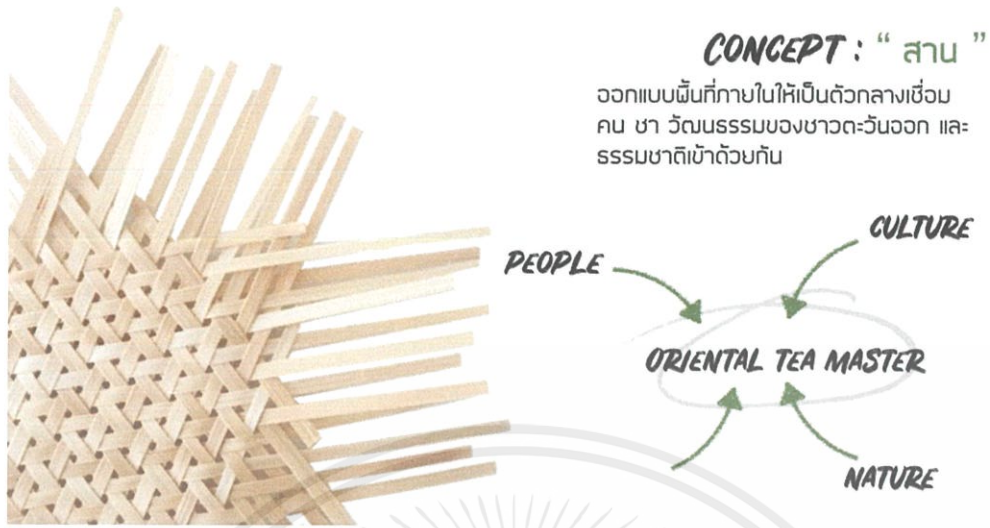 CONCEPT : “ สาน ”
ออกแบบพื้นที่ภายในให้เป็นตัวกลางเชื่อม
คน ชา วัฒนธรรมของชาวตะวันออก และ
ธรรมชาติเข้าด้วยกัน
CULTURE
PEOPLE
ORIENTAL TEA MASTER
NATURE